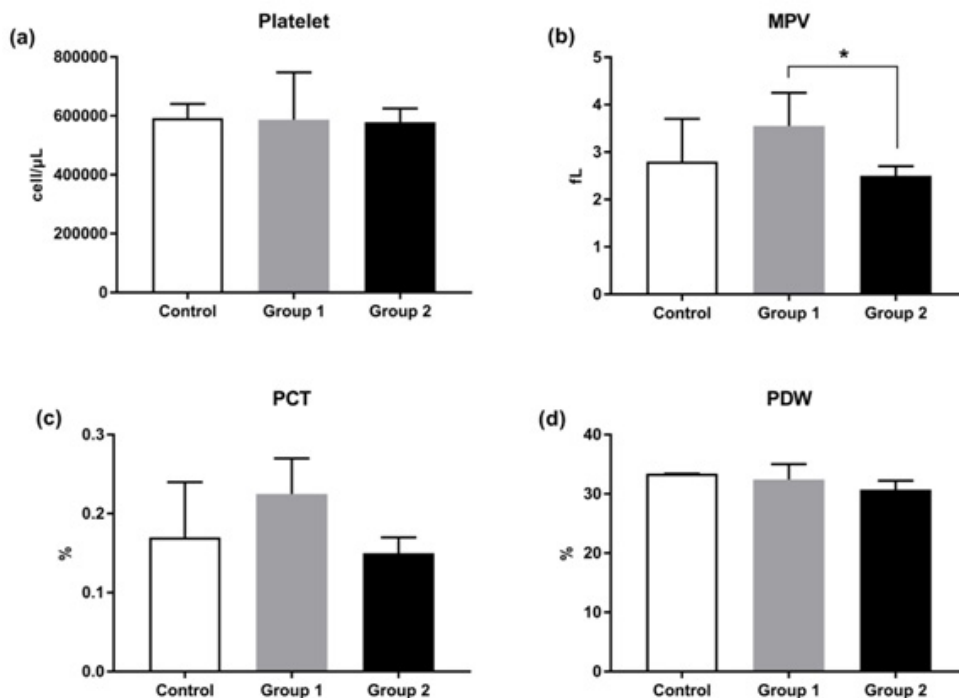 (a)
Platelet
800000
600000
400000
200000
0
cell/µL
Control Group 1 Group 2
(b)
MPV
*
5
4
3
2
1
0
fL
Control Group 1 Group 2
(c)
PCT
0.3
0.2
0.1
0.0
%
Control Group 1 Group 2
(d)
PDW
40
30
20
10
0
%
Control Group 1 Group 2